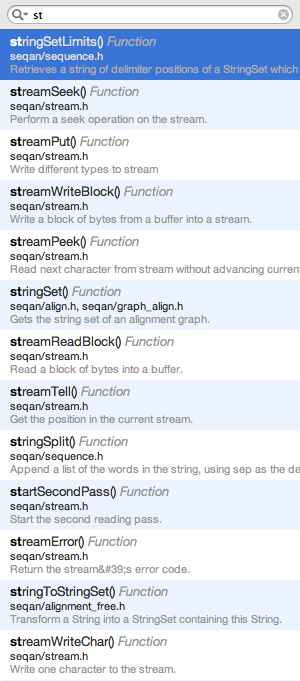 st
stringSetLimits() Function
seqan/sequence.h
Retrieves a string of delimiter positions of a StringSet which
streamSeek() Function
seqan/stream.h
Perform a seek operation on the stream.
streamPut() Function
seqan/stream.h
Write different types to stream
streamWriteBlock() Function
seqan/stream.h
Write a block of bytes from a buffer into a stream.
streamPeek() Function
seqan/stream.h
Read next character from stream without advancing current
stringSet() Function
seqan/align.h, seqan/graph_align.h
Gets the string set of an alignment graph.
streamReadBlock() Function
seqan/stream.h
Read a block of bytes into a buffer.
streamTell() Function
seqan/stream.h
Get the position in the current stream.
stringSplit() Function
seqan/sequence.h
Append a list of the words in the string, using sep as the de
startSecondPass() Function
seqan/stream.h
Start the second reading pass.
streamError() Function
seqan/stream.h
Return the stream&#39;s error code.
stringToStringSet() Function
seqan/alignment_free.h
Transform a String into a StringSet containing this String.
streamWriteChar() Function
seqan/stream.h
Write one character to the stream.